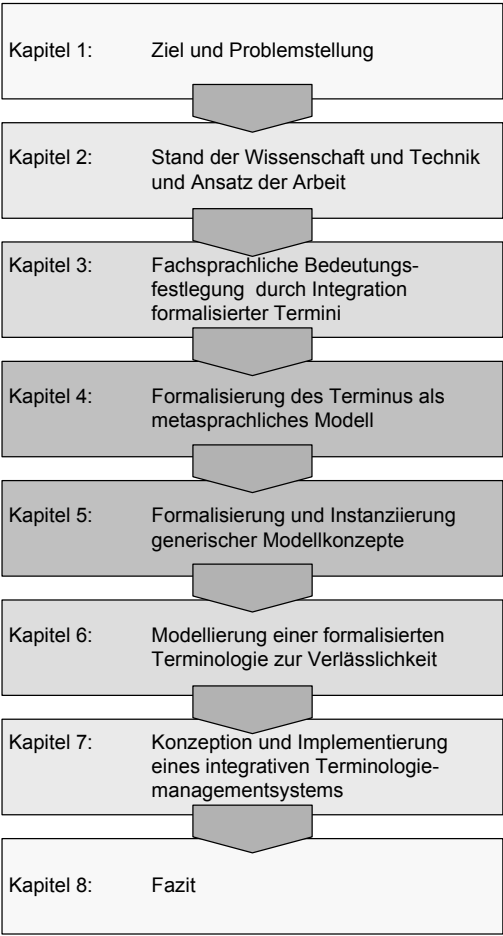 Kapitel 1: Ziel und Problemstellung
Kapitel 2: Stand der Wissenschaft und Technik
und Ansatz der Arbeit
Kapitel 3: Fachsprachliche Bedeutungs-
festlegung durch Integration
formalisierter Termini
Kapitel 4: Formalisierung des Terminus als
metasprachliches Modell
Kapitel 5: Formalisierung und Instanziierung
generischer Modellkonzepte
Kapitel 6: Modellierung einer formalisierten
Terminologie zur Verlässlichkeit
Kapitel 7: Konzeption und Implementierung
eines integrativen Terminologie-
managementsystems
Kapitel 8: Fazit